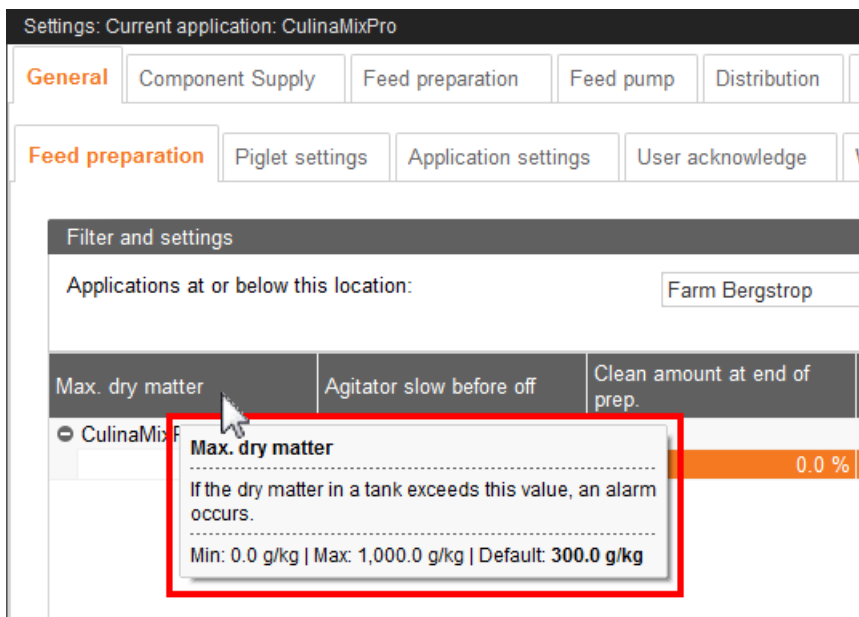 Settings: Current application: CulinaMixPro
General Component Supply Feed preparation Feed pump Distribution
Feed preparation Piglet settings Application settings User acknowledge
Filter and settings
Applications at or below this location: Farm Bergstrop
Max. dry matter Agitator slow before off Clean amount at end of
prep.
Max. dry matter
0.0 %
If the dry matter in a tank exceeds this value, an alarm
occurs.
Min: 0.0 g/kg | Max: 1,000.0 g/kg | Default: 300.0 g/kg